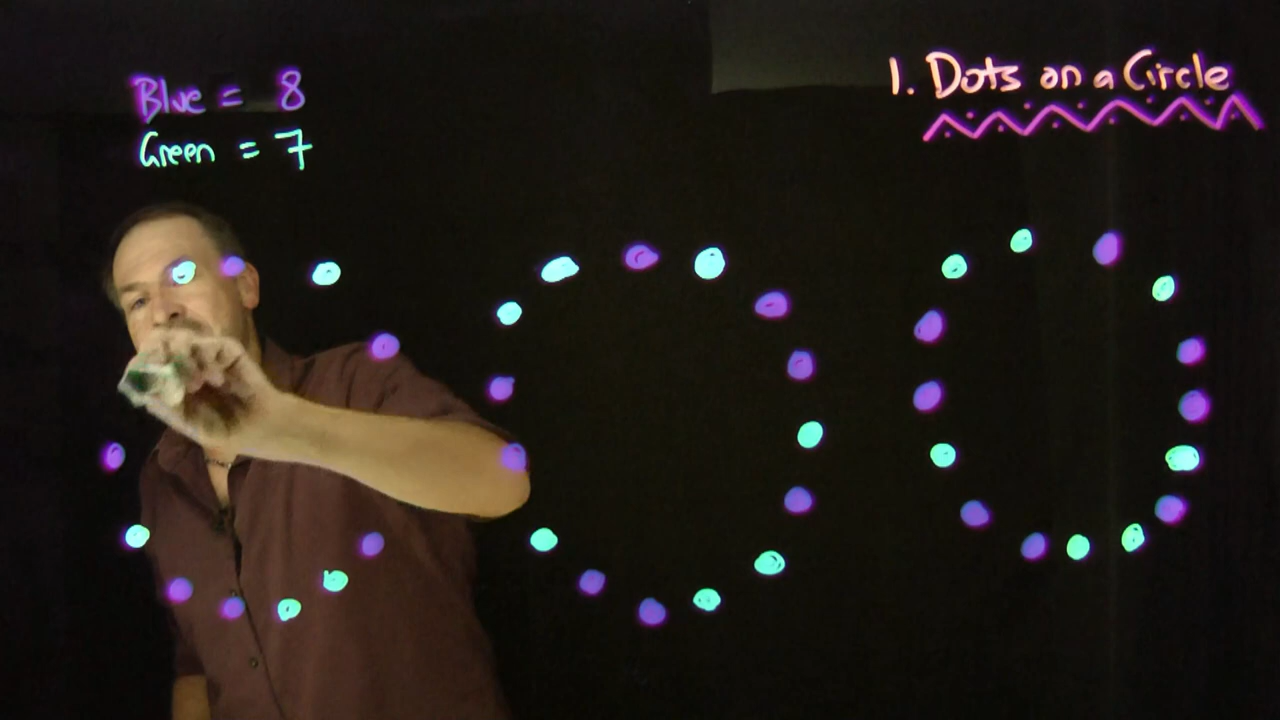 Blue = 8
Green = 7
1. Dots on a Circle